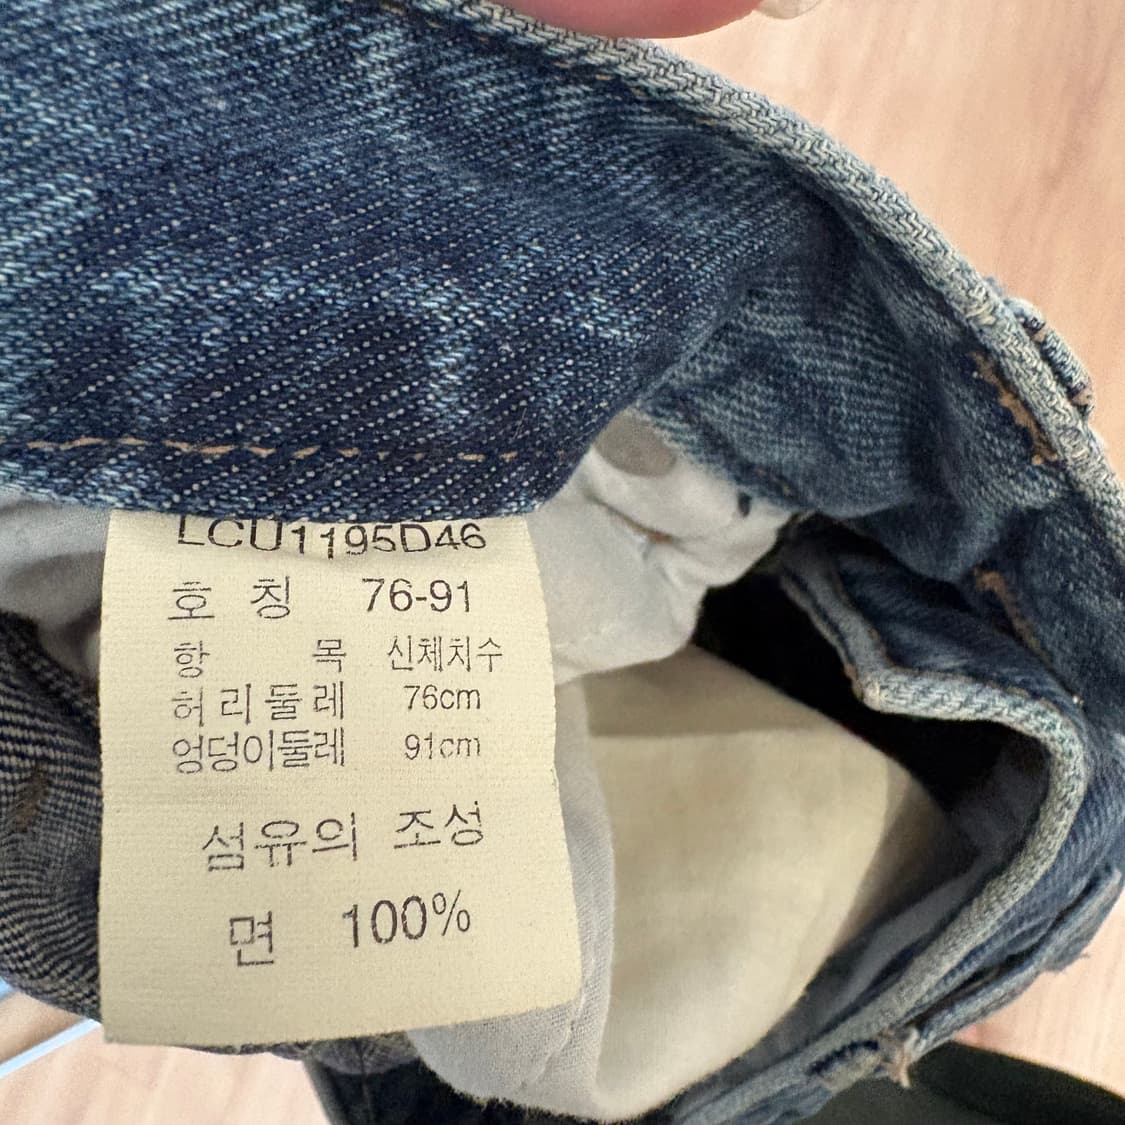 LCU1195D46
호 칭 76-91
항 목 신체치수
허리둘레 76cm
엉덩이둘레 91cm
섬유의 조성
면 100%